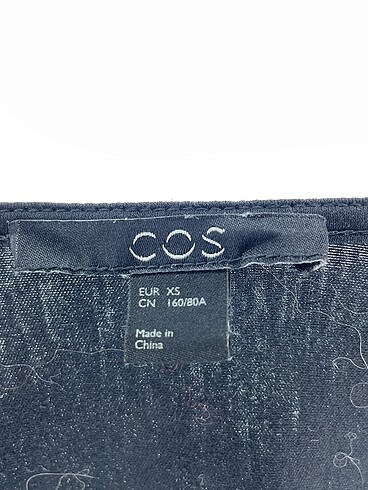 COS
EUR XS
CN 160/80A
Made in
China